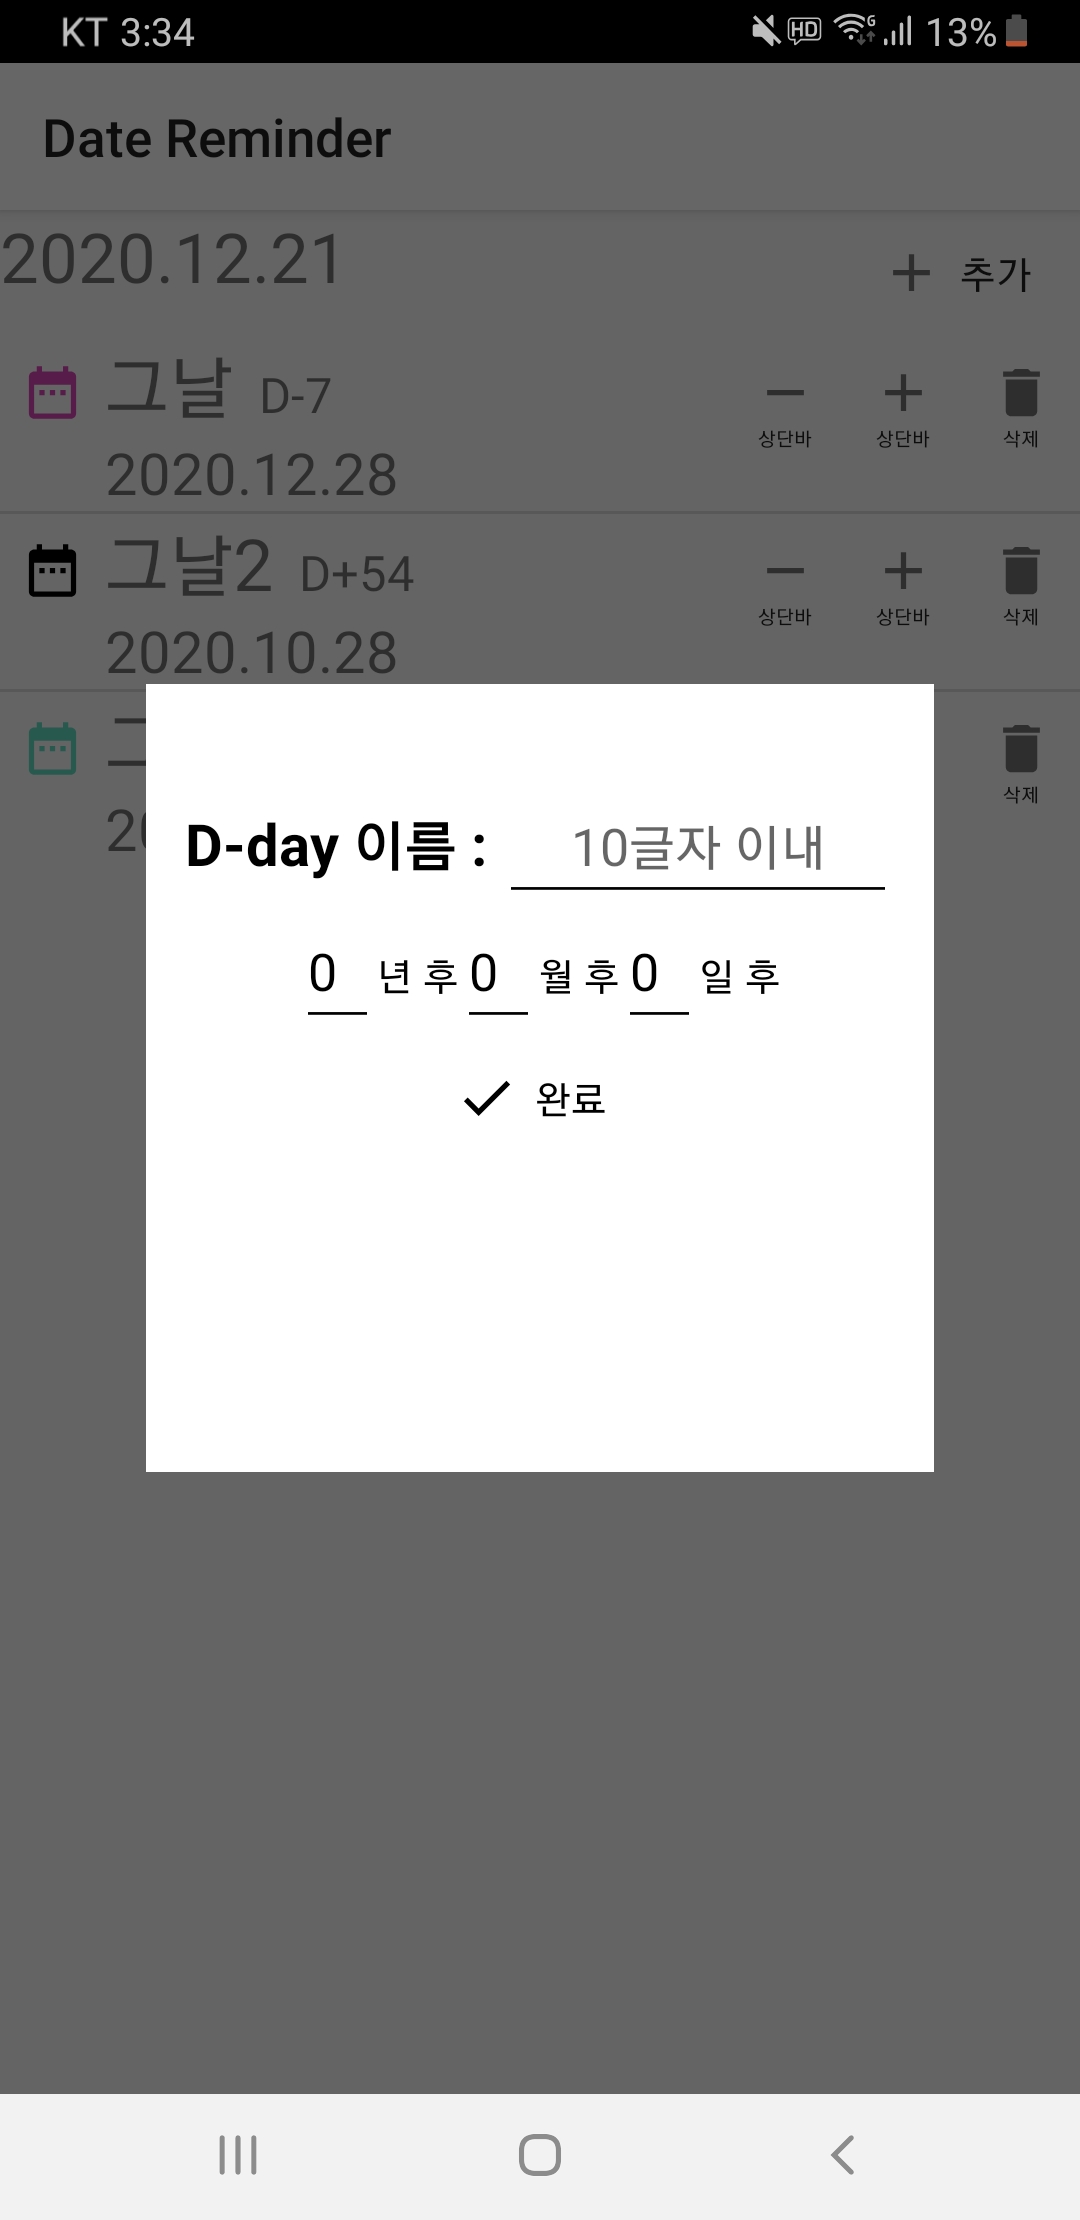 KT 3:34 HD 13%
Date Reminder
2020.12.21
추가
그날 D-7
상단바 상단바 삭제
2020.12.28
그날2 D+54
상단바 상단바 삭제
2020.10.28
삭제
D-day 이름 : 10글자 이내
0 년 후 0 월 후 0 일 후
완료